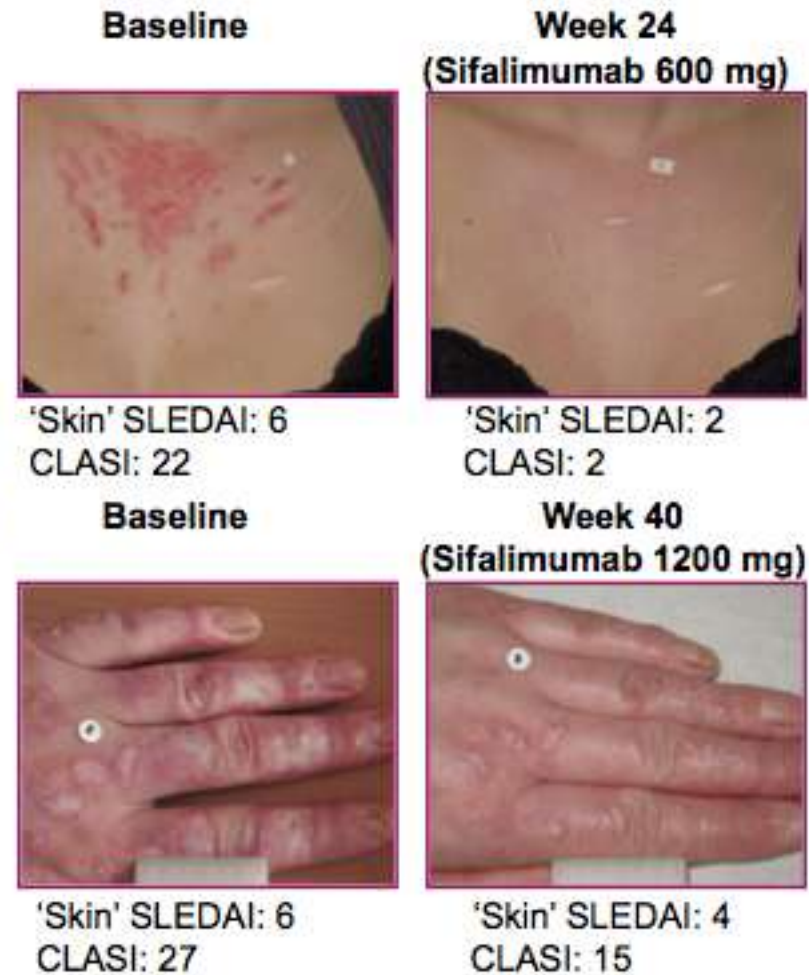 Baseline
Week 24
(Sifalimumab 600 mg)
'Skin' SLEDAI: 6
CLASI: 22
'Skin' SLEDAI: 2
CLASI: 2
Baseline
Week 40
(Sifalimumab 1200 mg)
'Skin' SLEDAI: 6
CLASI: 27
'Skin' SLEDAI: 4
CLASI: 15